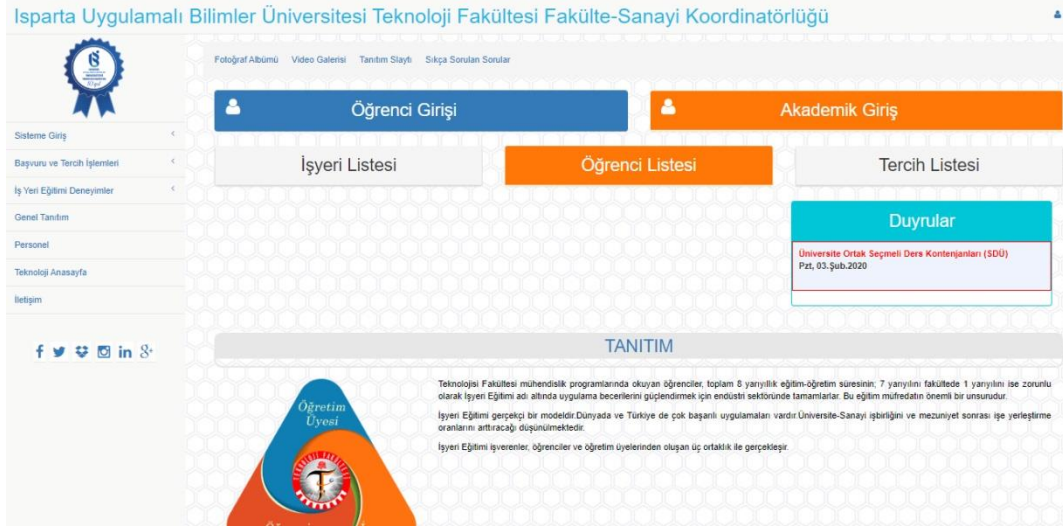 Isparta Uygulamalı Bilimler Üniversitesi Teknoloji Fakültesi Fakülte-Sanayi Koordinatörlüğü
Fotoğraf Albümü Video Galerisi Tanıtım Slaytı Sıkça Sorulan Sorular
Öğrenci Girişi Akademik Giriş
Sisteme Giriş
Başvuru ve Tercih İşlemleri
İş Yeri Eğitimi Deneyimler
Genel Tanıtım
Personel
Teknoloji Anasayfa
İletişim
İşyeri Listesi Öğrenci Listesi Tercih Listesi
Duyrular
Üniversite Ortak Seçmeli Ders Kontenjanları (SDÜ)
Pzt, 03.Şub.2020
TANITIM
Teknolojisi Fakültesi mühendislik programlarında okuyan öğrenciler, toplam 8 yarıyıllık eğitim-öğretim süresinin; 7 yarıyılını fakültede 1 yarıyılını ise zorunlu
olarak İşyeri Eğitimi adı altında uygulama becerilerini güçlendirmek için endüstri sektöründe tamamlarlar. Bu eğitim müfredatın önemli bir unsurudur.
İşyeri Eğitimi gerçekçi bir modeldir.Dünyada ve Türkiye de çok başarılı uygulamaları vardır.Üniversite-Sanayi işbirliğini ve mezuniyet sonrası işe yerleştirme
oranlarını arttıracağı düşünülmektedir.
İşyeri Eğitimi işverenler, öğrenciler ve öğretim üyelerinden oluşan üç ortaklık ile gerçekleşir.
Öğretim
Üyesi